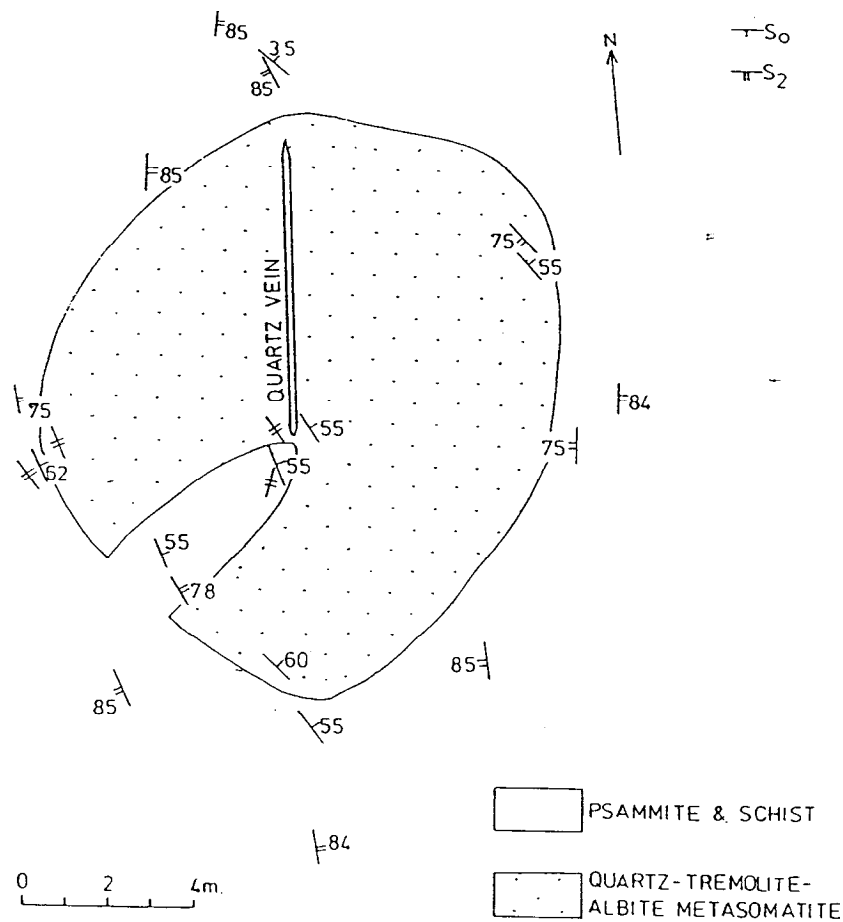 85
35
85
N
S₀
S₂
85
75
55
QUARTZ VEIN
75
55
84
75
62
55
55
78
60
85
85
55
84
PSAMMITE & SCHIST
0 2 4m.
QUARTZ-TREMOLITE-
ALBITE METASOMATITE